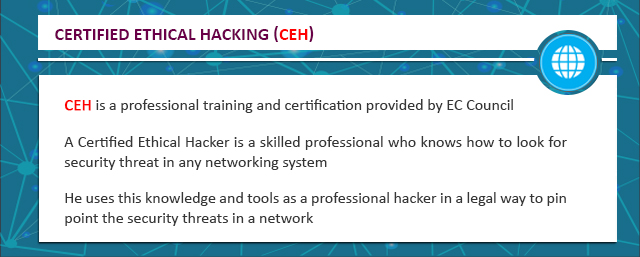 CERTIFIED ETHICAL HACKING (CEH)
CEH is a professional training and certification provided by EC Council
A Certified Ethical Hacker is a skilled professional who knows how to look for
security threat in any networking system
He uses this knowledge and tools as a professional hacker in a legal way to pin
point the security threats in a network